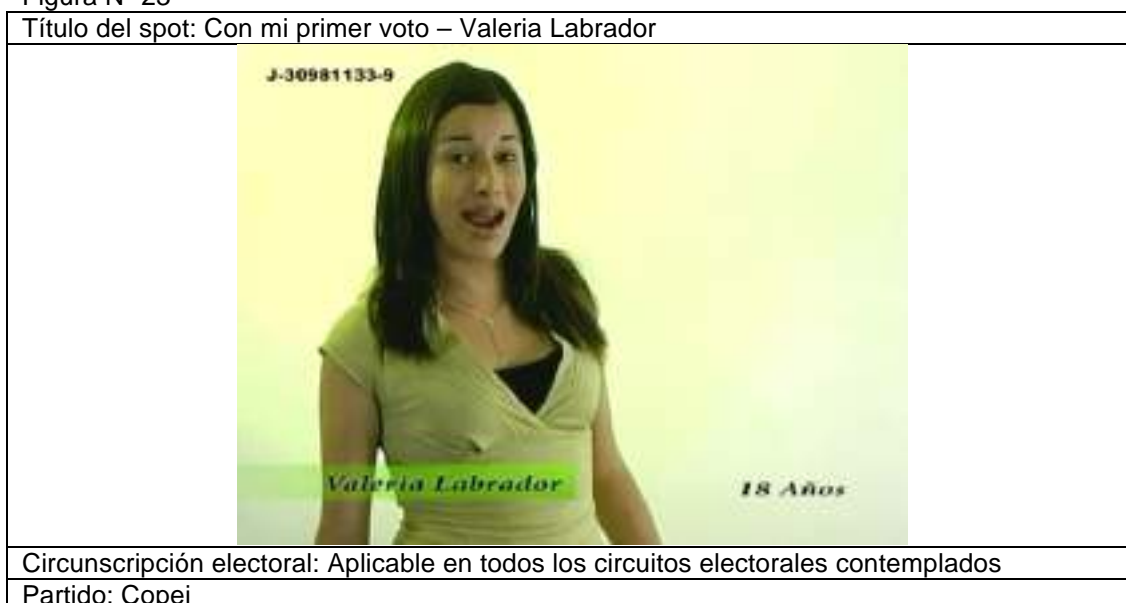 Título del spot: Con mi primer voto – Valeria Labrador
J-30981133-9
Valeria Labrador
18 Años
Circunscripción electoral: Aplicable en todos los circuitos electorales contemplados
Partido: Copei